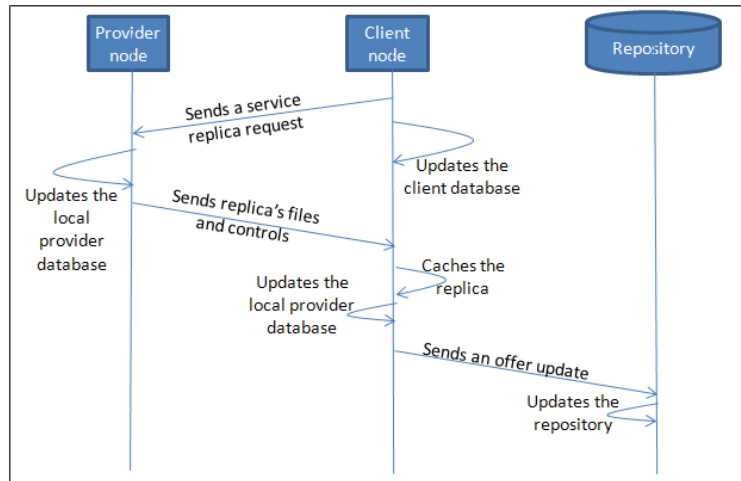 Provider
node
Client
node
Repository
Sends a service
replica request
Updates the
client database
Updates the
local
provider
database
Sends replica's files
and controls
Caches the
replica
Updates the
local provider
database
Sends an offer update
Updates the
repository